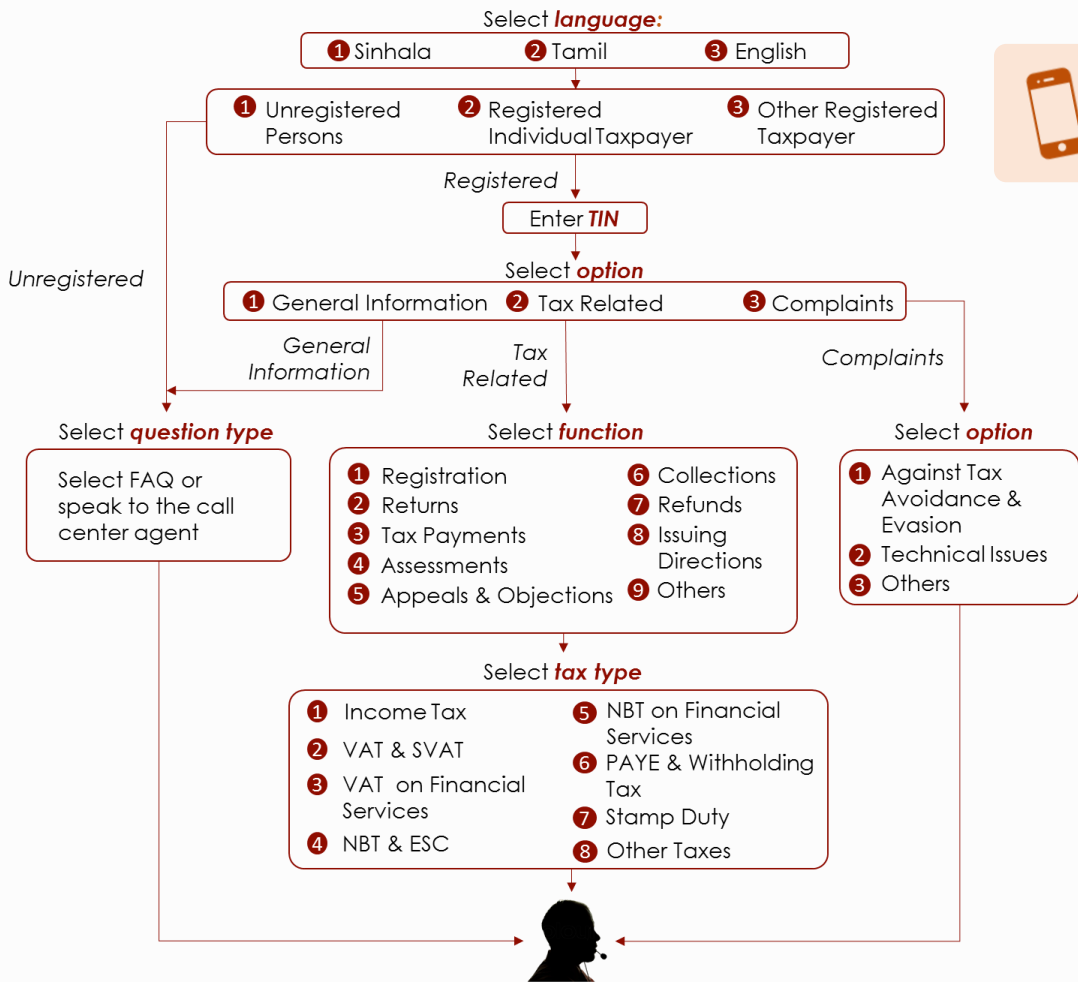 Select language:
1 Sinhala 2 Tamil 3 English
1 Unregistered Persons
2 Registered Individual Taxpayer
3 Other Registered Taxpayer
Registered
Enter TIN
Unregistered
Select option
1 General Information 2 Tax Related 3 Complaints
General
Information
Tax
Related
Complaints
Select question type
Select FAQ or
speak to the call
center agent
Select function
1 Registration
2 Returns
3 Tax Payments
4 Assessments
5 Appeals & Objections
6 Collections
7 Refunds
8 Issuing
Directions
9 Others
Select option
1 Against Tax
Avoidance &
Evasion
2 Technical Issues
3 Others
Select tax type
1 Income Tax
2 VAT & SVAT
3 VAT on Financial
Services
4 NBT & ESC
5 NBT on Financial
Services
6 PAYE & Withholding
Tax
7 Stamp Duty
8 Other Taxes